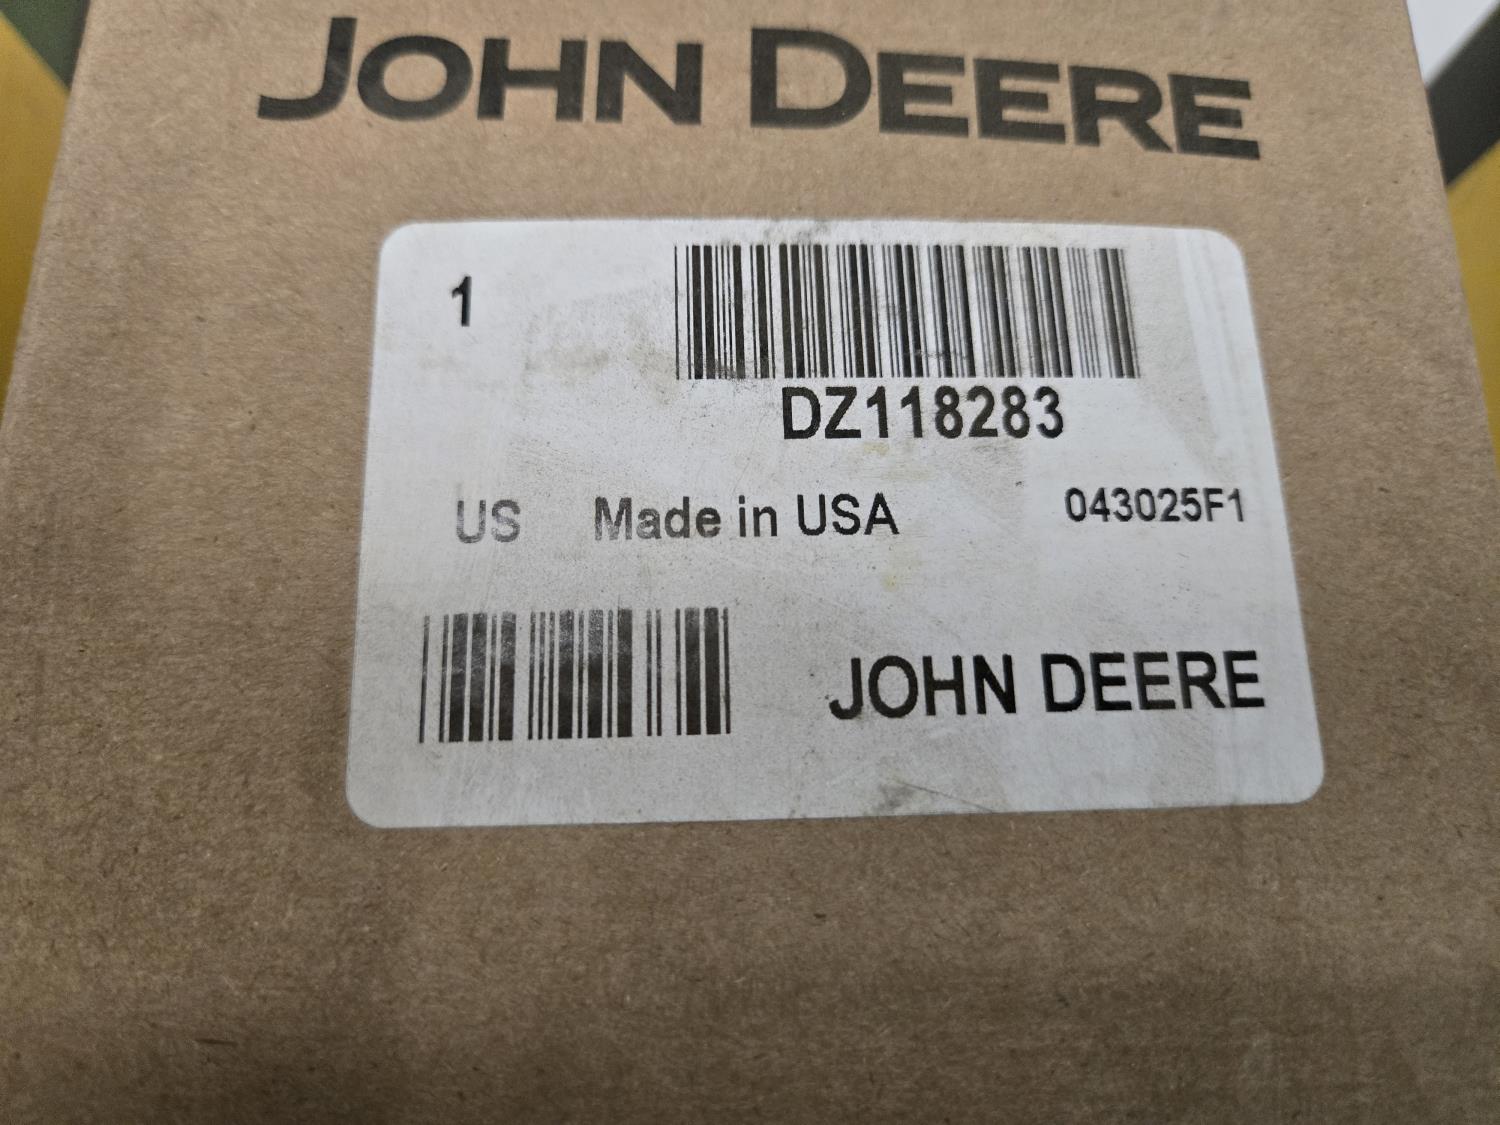 JOHN DEERE
1
DZ118283
US Made in USA 043025F1
JOHN DEERE